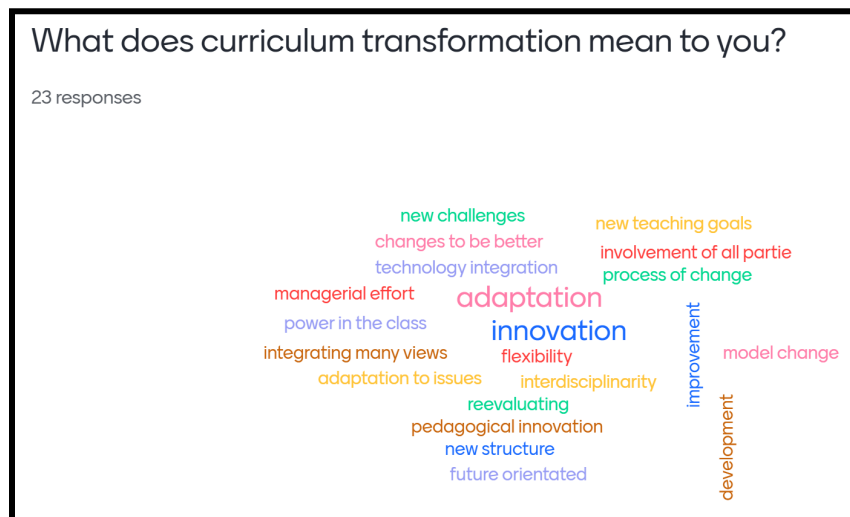 What does curriculum transformation mean to you?
23 responses
new challenges
new teaching goals
changes to be better
involvement of all partie
technology integration
process of change
managerial effort
adaptation
power in the class
innovation
improvement
integrating many views
flexibility
model change
adaptation to issues
interdisciplinarity
reevaluating
pedagogical innovation
development
new structure
future orientated